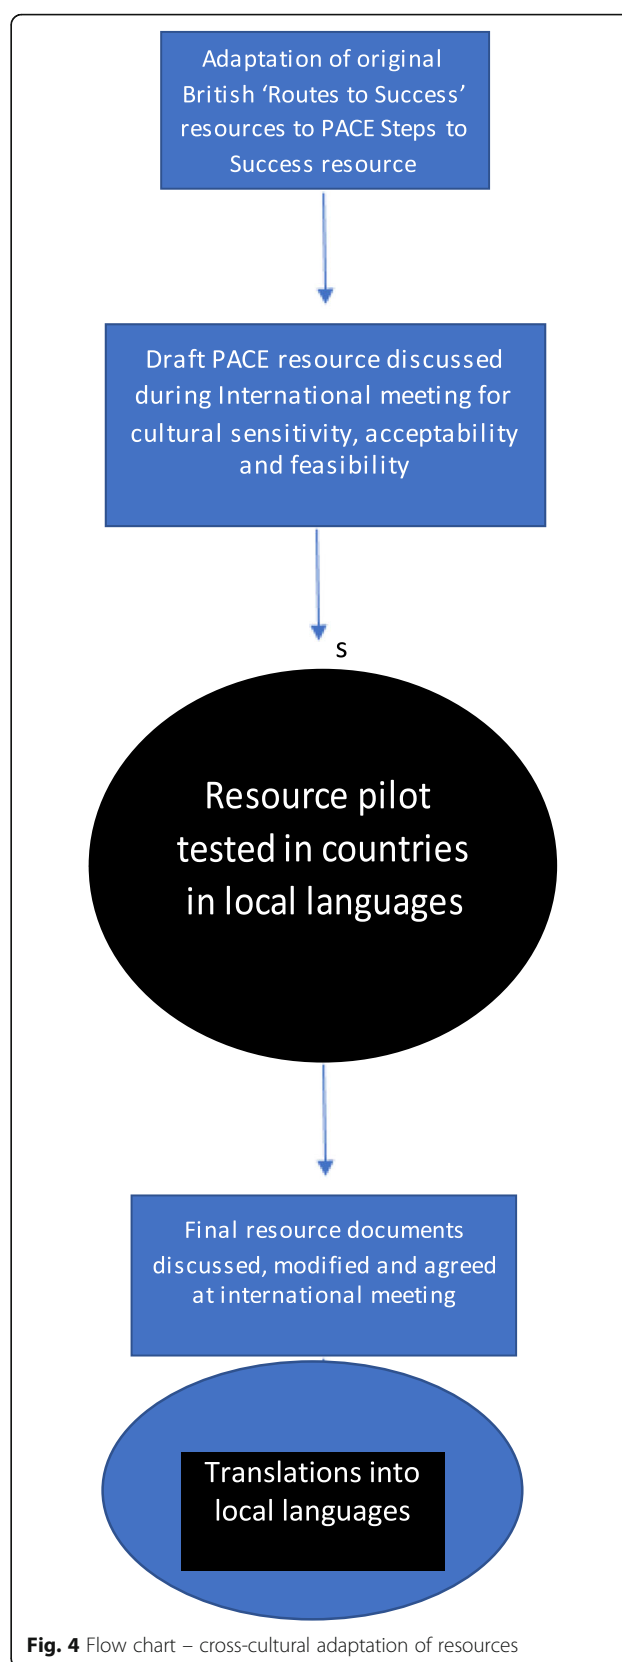 Adaptation of original
British ‘Routes to Success’
resources to PACE Steps to
Success resource
Draft PACE resource discussed
during International meeting for
cultural sensitivity, acceptability
and feasibility
s
Resource pilot
tested in countries
in local languages
Final resource documents
discussed, modified and agreed
at international meeting
Translations into
local languages
Fig. 4 Flow chart – cross-cultural adaptation of resources